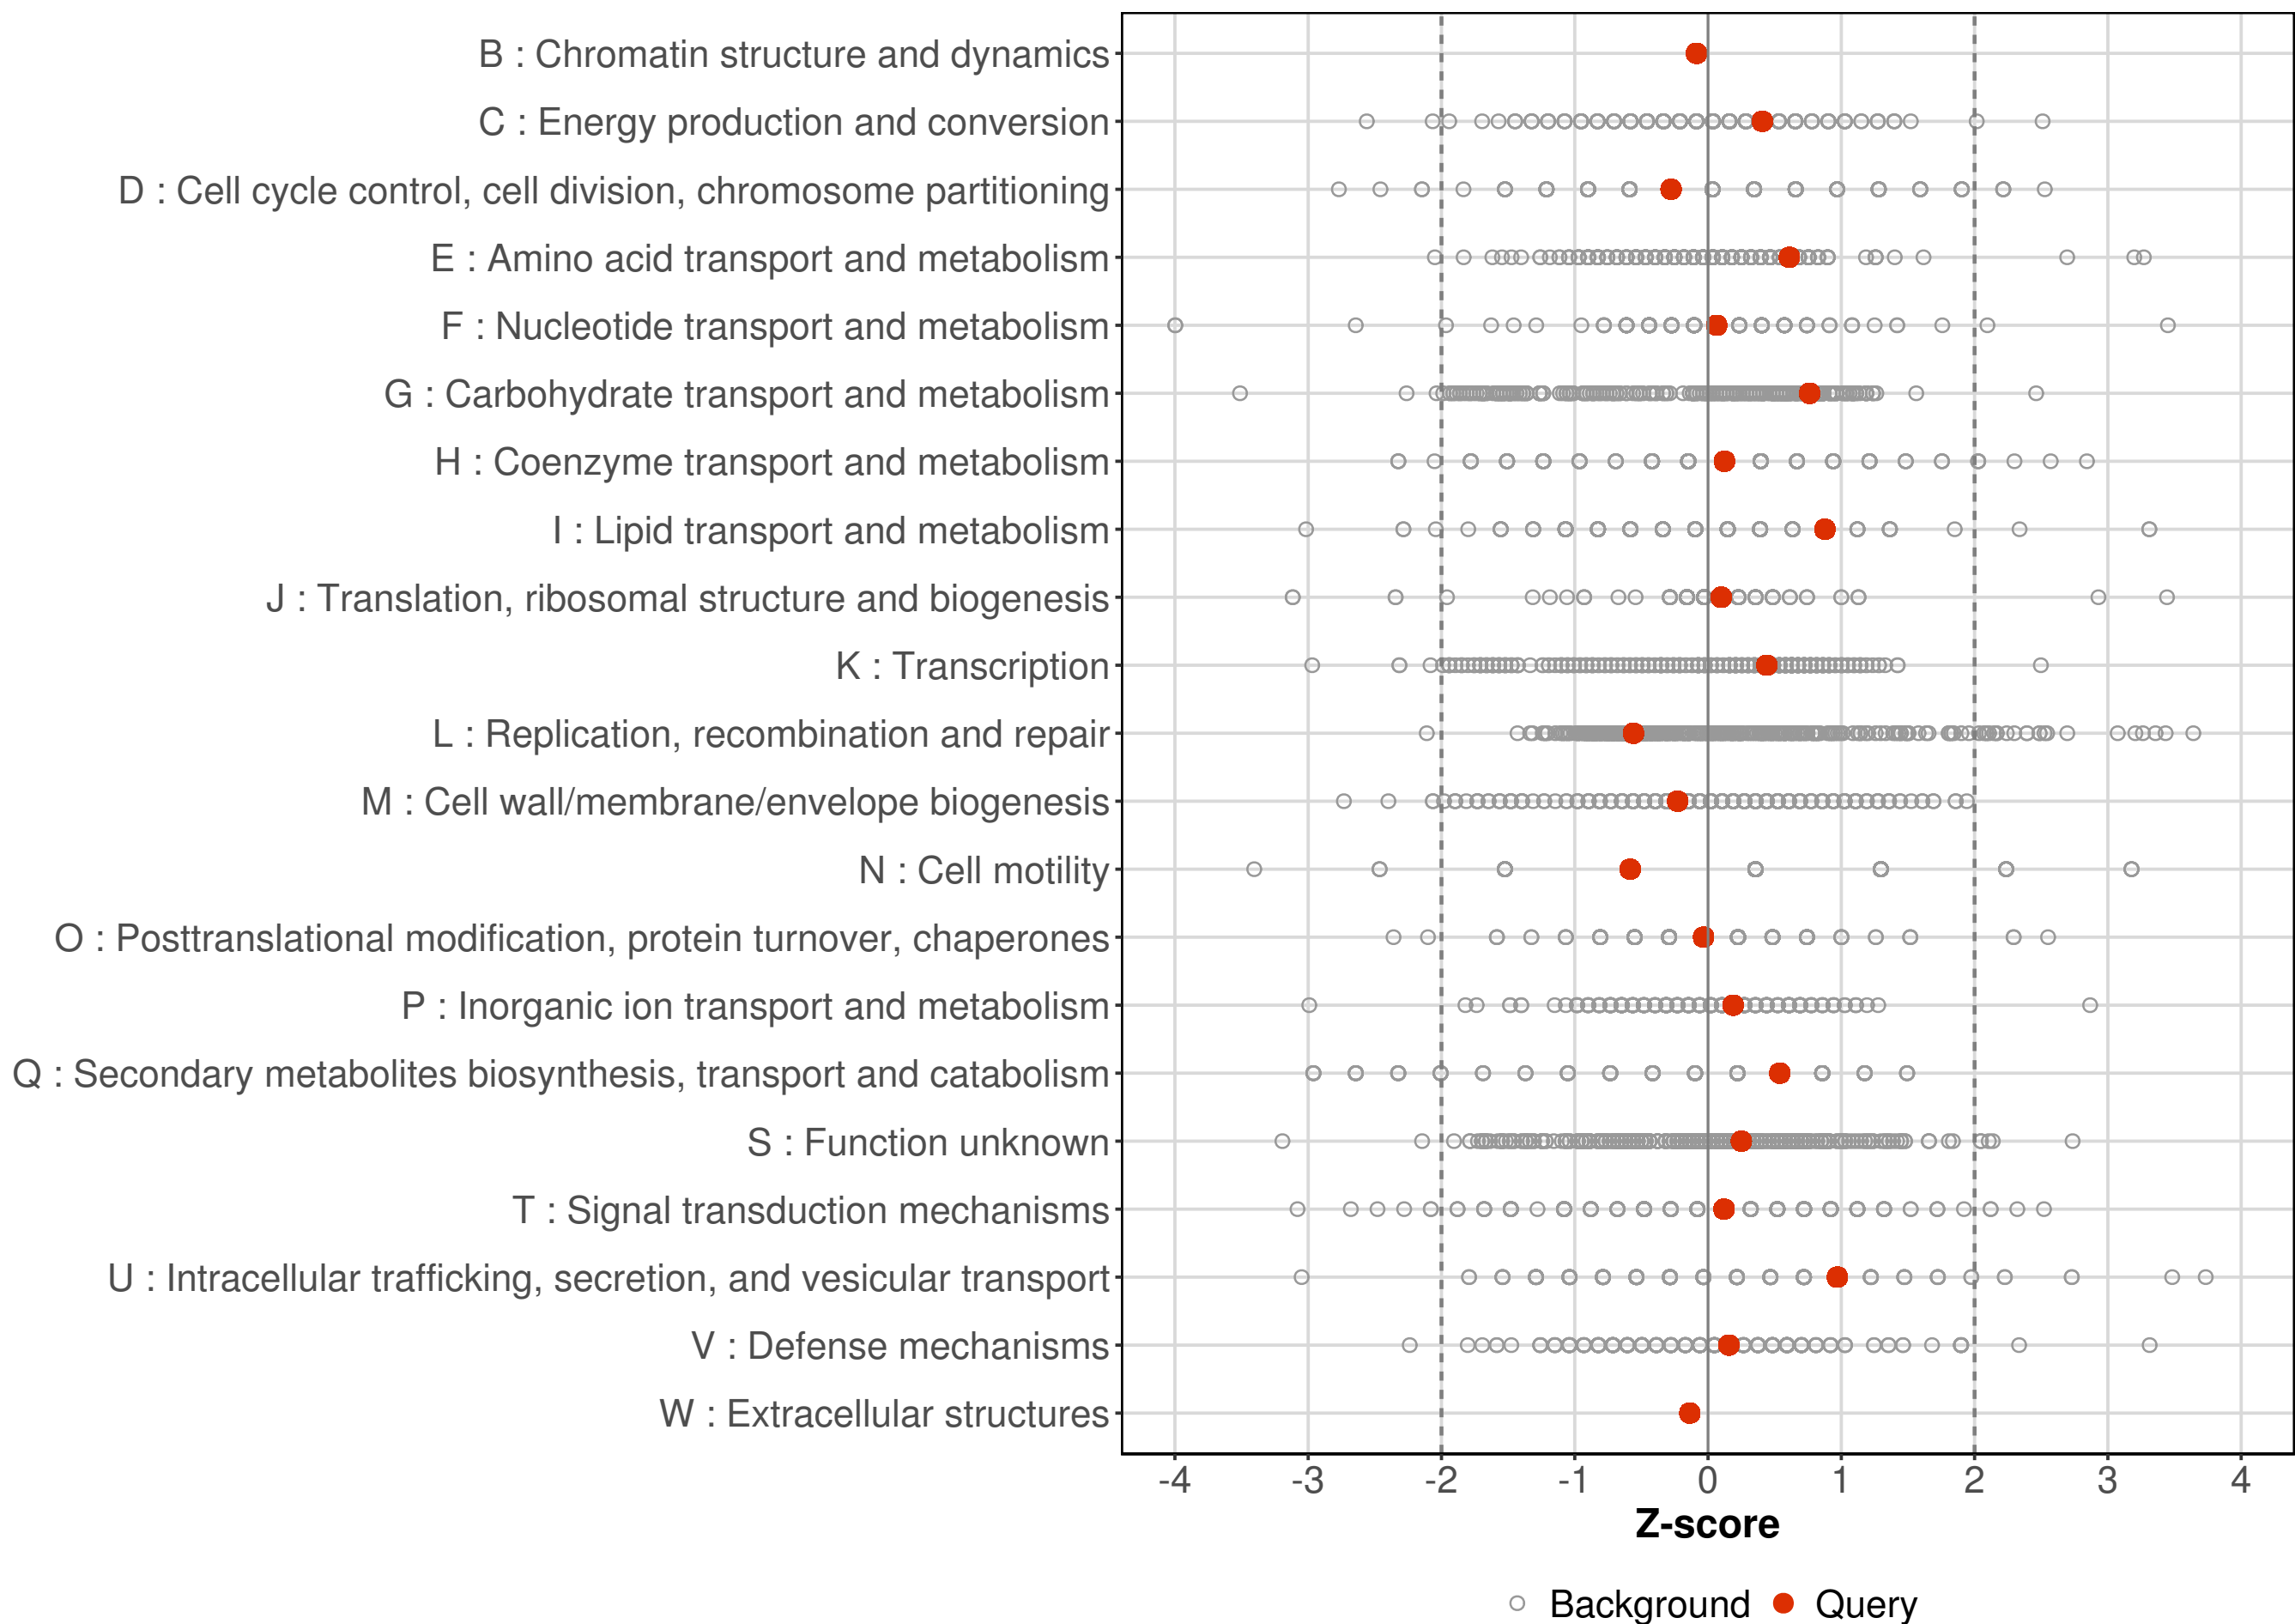 B : Chromatin structure and dynamics
C : Energy production and conversion
D : Cell cycle control, cell division, chromosome partitioning
E : Amino acid transport and metabolism
F : Nucleotide transport and metabolism
G : Carbohydrate transport and metabolism
H : Coenzyme transport and metabolism
I : Lipid transport and metabolism
J : Translation, ribosomal structure and biogenesis
K : Transcription
L : Replication, recombination and repair
M : Cell wall/membrane/envelope biogenesis
N : Cell motility
O : Posttranslational modification, protein turnover, chaperones
P : Inorganic ion transport and metabolism
Q : Secondary metabolites biosynthesis, transport and catabolism
S : Function unknown
T : Signal transduction mechanisms
U : Intracellular trafficking, secretion, and vesicular transport
V : Defense mechanisms
W : Extracellular structures
-4 -3 -2 -1 0 1 2 3 4
Z-score
Background Query